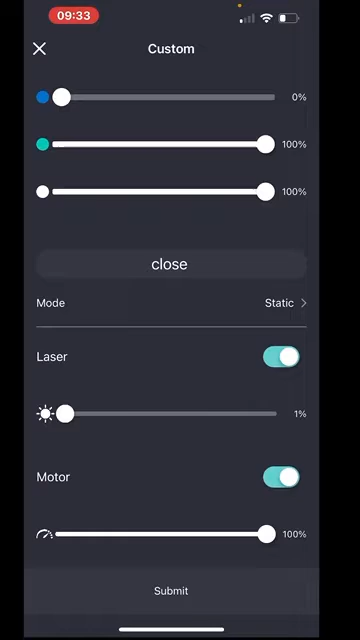 09:33
Custom
0%
100%
100%
close
Mode Static
Laser
1%
Motor
100%
Submit